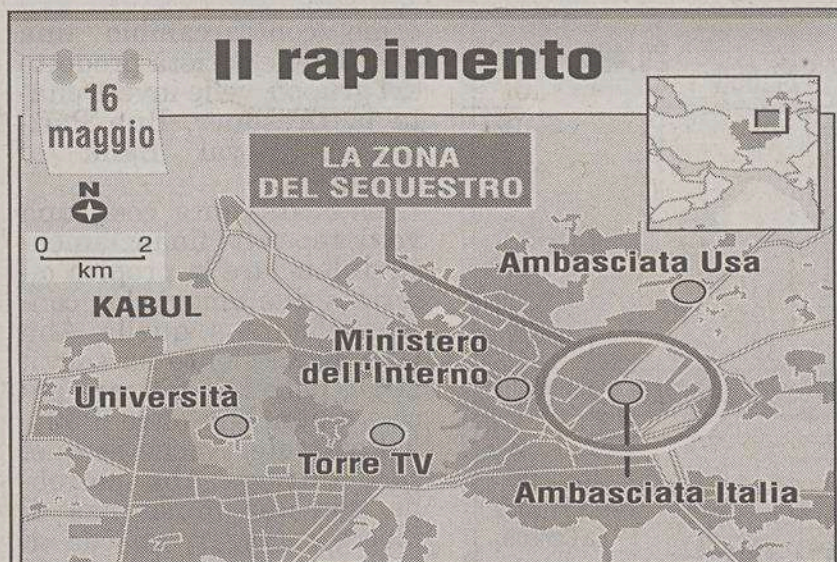 Il rapimento
16
maggio
N
0 2
km
KABUL
LA ZONA
DEL SEQUESTRO
Ambasciata Usa
Ministero
dell'Interno
Università
Torre TV
Ambasciata Italia